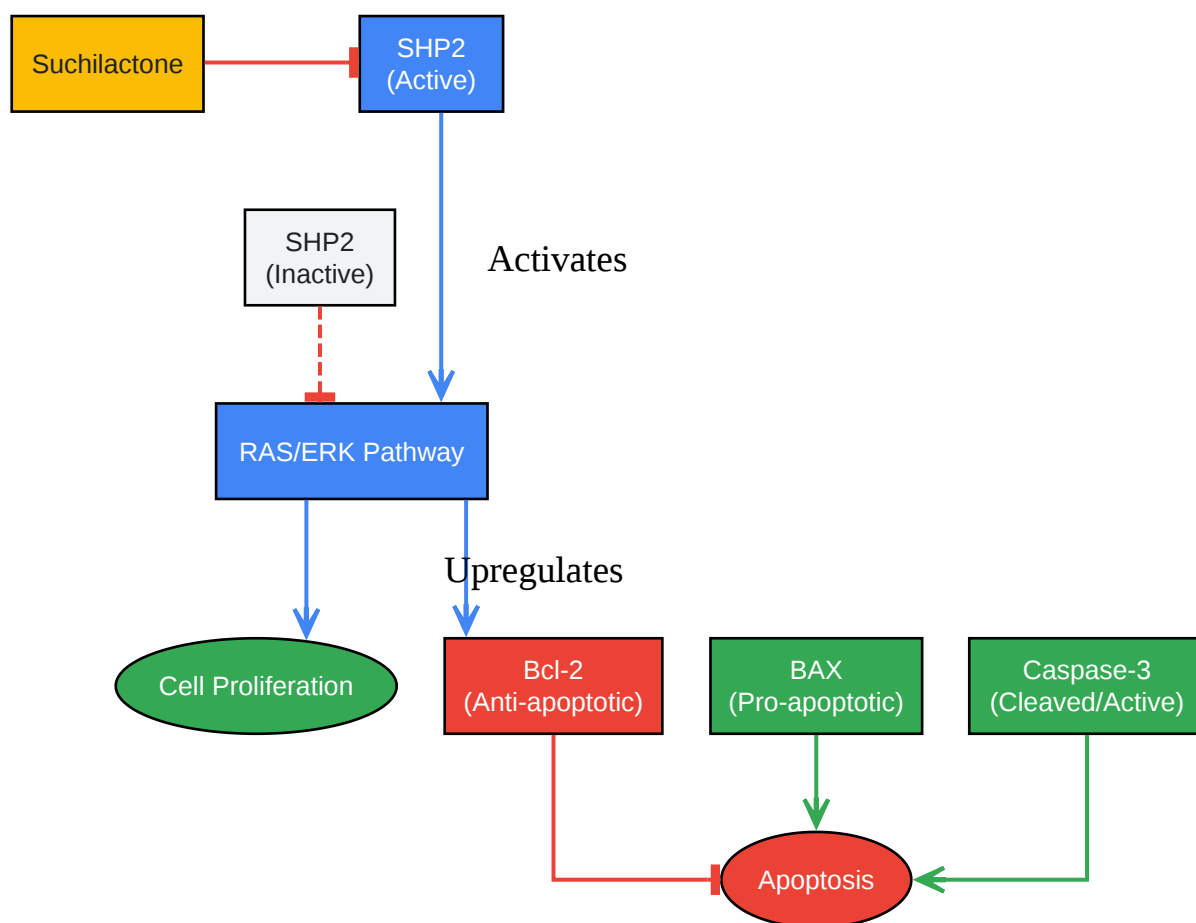 Suchilactone
SHP2
(Active)
SHP2
(Inactive)
Activates
RAS/ERK Pathway
Upregulates
Cell Proliferation
Bcl-2
(Anti-apoptotic)
BAX
(Pro-apoptotic)
Caspase-3
(Cleaved/Active)
Apoptosis